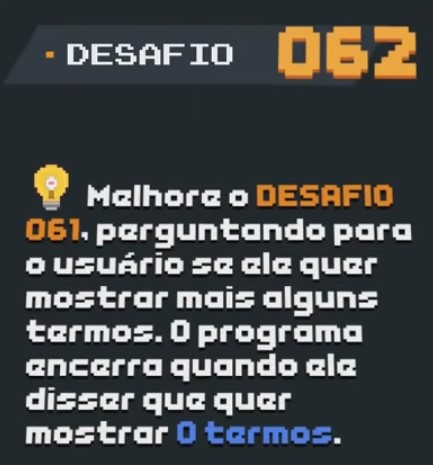 DESAFIO 062
Melhore o DESAFIO
061, perguntando para
o usuário se ele quer
mostrar mais alguns
termos. O programa
encerra quando ele
disser que quer
mostrar 0 termos.